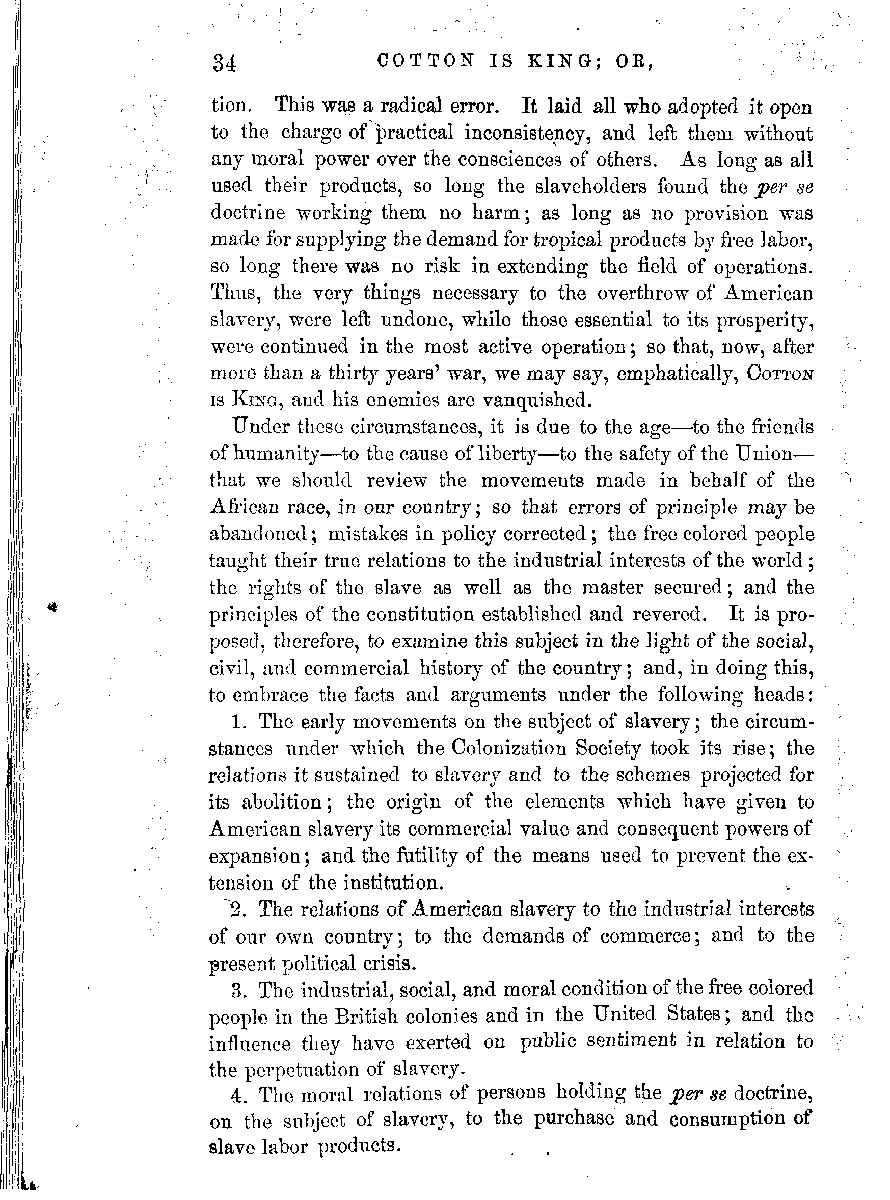 34 COTTON IS KING; OR,
tion. This was a radical error. It laid all who adopted it open
to the charge of practical inconsistency, and left them without
any moral power over the consciences of others. As long as all
used their products, so long the slaveholders found the per se
doctrine working them no harm; as long as no provision was
made for supplying the demand for tropical products by free labor,
so long there was no risk in extending the field of operations.
Thus, the very things necessary to the overthrow of American
slavery, were left undone, while those essential to its prosperity,
were continued in the most active operation; so that, now, after
more than a thirty years' war, we may say, emphatically, COTTON
IS KING, and his enemies are vanquished.
Under these circumstances, it is due to the age—to the friends
of humanity—to the cause of liberty—to the safety of the Union—
that we should review the movements made in behalf of the
African race, in our country; so that errors of principle may be
abandoned; mistakes in policy corrected; the free colored people
taught their true relations to the industrial interests of the world;
the rights of the slave as well as the master secured; and the
principles of the constitution established and revered. It is pro-
posed, therefore, to examine this subject in the light of the social,
civil, and commercial history of the country; and, in doing this,
to embrace the facts and arguments under the following heads:
1. The early movements on the subject of slavery; the circum-
stances under which the Colonization Society took its rise; the
relations it sustained to slavery and to the schemes projected for
its abolition; the origin of the elements which have given to
American slavery its commercial value and consequent powers of
expansion; and the futility of the means used to prevent the ex-
tension of the institution.
2. The relations of American slavery to the industrial interests
of our own country; to the demands of commerce; and to the
present political crisis.
3. The industrial, social, and moral condition of the free colored
people in the British colonies and in the United States; and the
influence they have exerted on public sentiment in relation to
the perpetuation of slavery.
4. The moral relations of persons holding the per se doctrine,
on the subject of slavery, to the purchase and consumption of
slave labor products.